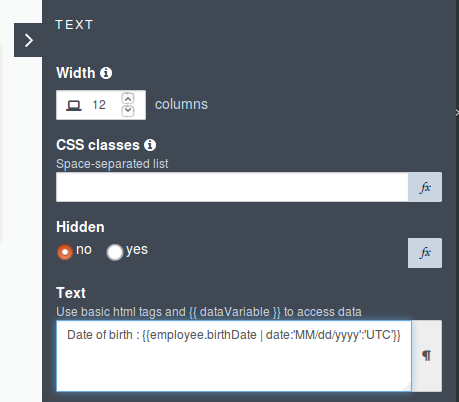 TEXT
Width
12 columns
CSS classes
Space-separated list
fx
Hidden
no yes
fx
Text
Use basic html tags and {{ dataVariable }} to access data
Date of birth : {{employee.birthDate | date:'MM/dd/yyyy':'UTC'}}
¶